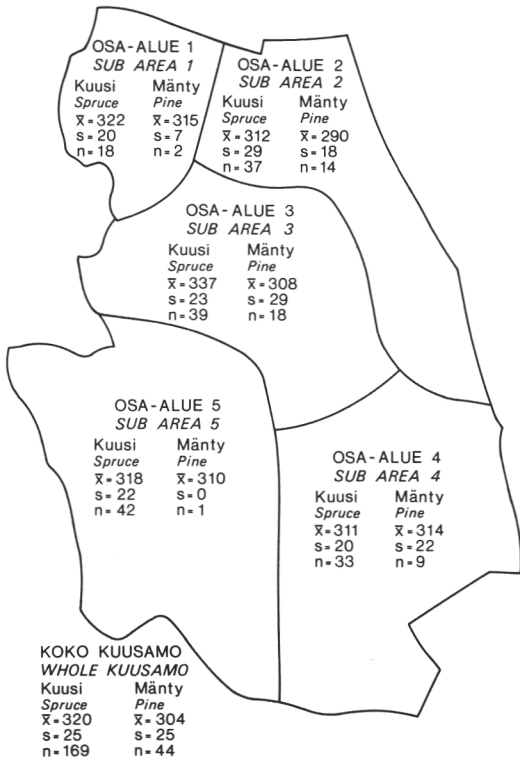 OSA-ALUE 1
SUB AREA 1
Kuusi Mänty
Spruce Pine
x̄=322 x̄=315
s=20 s=7
n=18 n=2
OSA-ALUE 2
SUB AREA 2
Kuusi Mänty
Spruce Pine
x̄=312 x̄=290
s=29 s=18
n=37 n=14
OSA-ALUE 3
SUB AREA 3
Kuusi Mänty
Spruce Pine
x̄=337 x̄=308
s=23 s=29
n=39 n=18
OSA-ALUE 5
SUB AREA 5
Kuusi Mänty
Spruce Pine
x̄=318 x̄=310
s=22 s=0
n=42 n=1
OSA-ALUE 4
SUB AREA 4
Kuusi Mänty
Spruce Pine
x̄=311 x̄=314
s=20 s=22
n=33 n=9
KOKO KUUSAMO
WHOLE KUUSAMO
Kuusi Mänty
Spruce Pine
x̄=320 x̄=304
s=25 s=25
n=169 n=44